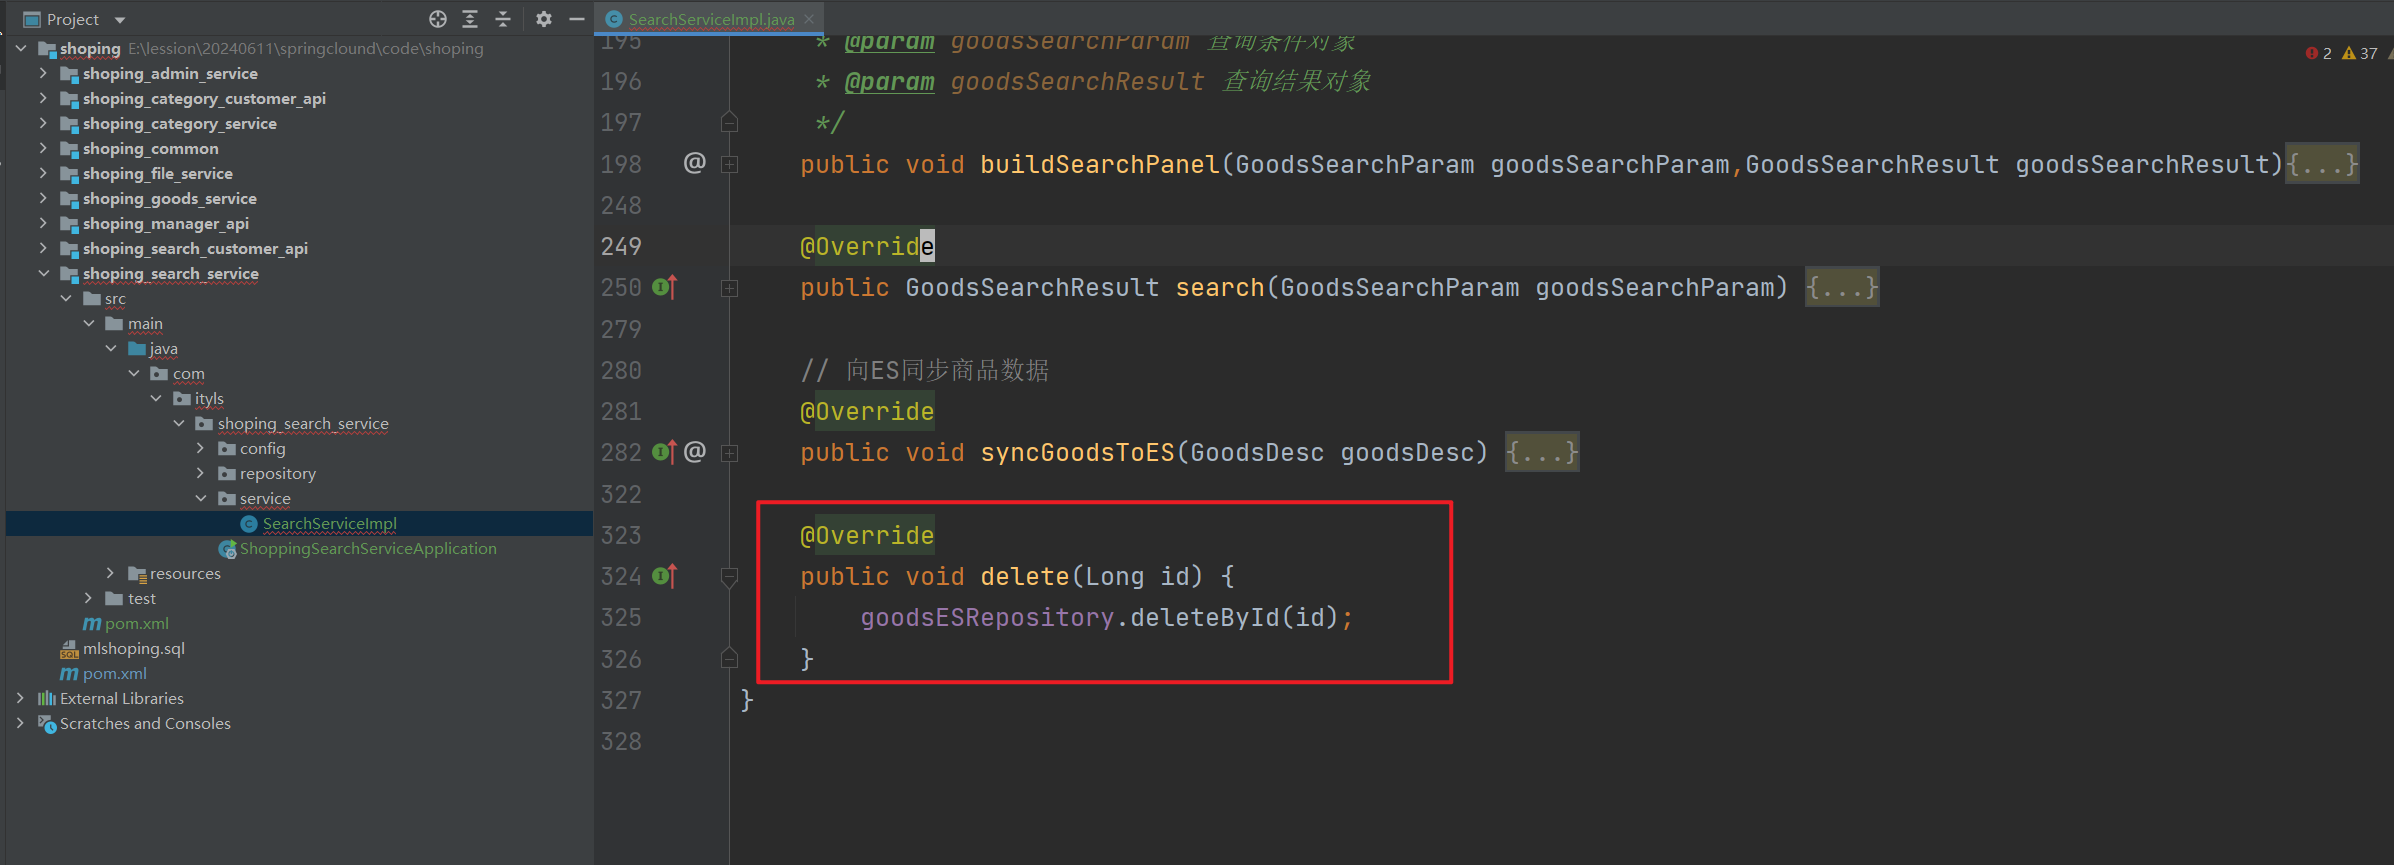 Project
shoping E:\lession\20240611\springclound\code\shoping
shoping_admin_service
shoping_category_customer_api
shoping_category_service
shoping_common
shoping_file_service
shoping_goods_service
shoping_manager_api
shoping_search_customer_api
shoping_search_service
src
main
java
com
ityls
shoping_search_service
config
repository
service
SearchServiceImpl
ShoppingSearchServiceApplication
resources
test
pom.xml
mlshoping.sql
pom.xml
External Libraries
Scratches and Consoles
SearchServiceImpl.java
2 37
195 * @param goodsSearchParam 查询条件对象
196 * @param goodsSearchResult 查询结果对象
197 */
198 @ public void buildSearchPanel(GoodsSearchParam goodsSearchParam,GoodsSearchResult goodsSearchResult){...}
248
249 @Override
250 public GoodsSearchResult search(GoodsSearchParam goodsSearchParam) {...}
279
280 // 向ES同步商品数据
281 @Override
282 @ public void syncGoodsToES(GoodsDesc goodsDesc) {...}
322
323 @Override
324 public void delete(Long id) {
325 goodsESRepository.deleteById(id);
326 }
327 }
328